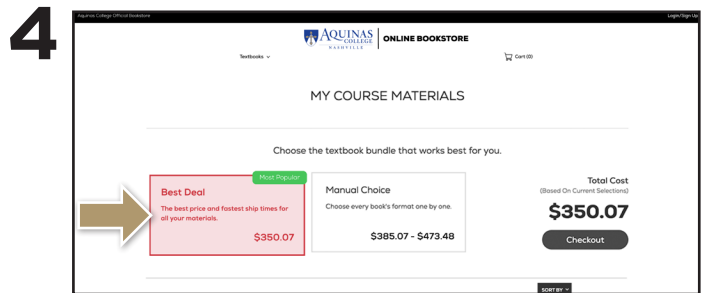 4
Aquinas College Official Bookstore
Login/Sign Up
AQUINAS
COLLEGE
NASHVILLE
ONLINE BOOKSTORE
Textbooks
Cart (0)
MY COURSE MATERIALS
Choose the textbook bundle that works best for you.
Most Popular
Best Deal
The best price and fastest ship times for
all your materials.
$350.07
Manual Choice
Choose every book's format one by one.
$385.07 - $473.48
Total Cost
(Based On Current Selections)
$350.07
Checkout
SORT BY